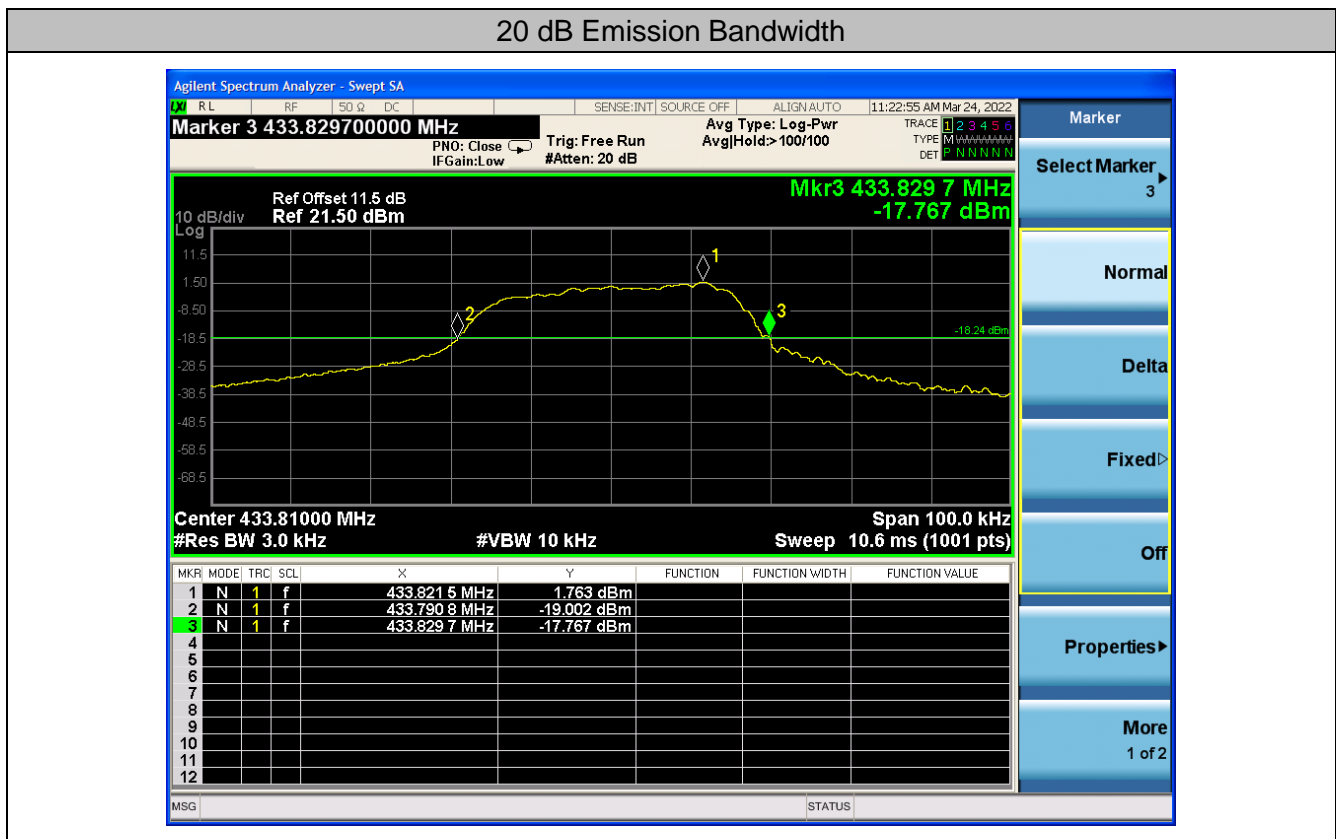 20 dB Emission Bandwidth
Agilent Spectrum Analyzer - Swept SA
LXI RL RF 50 Ω DC SENSE:INT SOURCE OFF ALIGN AUTO 11:22:55 AM Mar 24, 2022
Marker 3 433.829700000 MHz
PNO: Close
IFGain:Low
Trig: Free Run
#Atten: 20 dB
Avg Type: Log-Pwr
Avg|Hold:> 100/100
TRACE 1 2 3 4 5 6
TYPE M
DET P N N N N N
Mkr3 433.829 7 MHz
-17.767 dBm
Ref Offset 11.5 dB
10 dB/div Ref 21.50 dBm
Log
11.5
1.50
-8.50
-18.5
-28.5
-38.5
-48.5
-58.5
-68.5
1
2
3
-18.24 dBm
Center 433.81000 MHz Span 100.0 kHz
#Res BW 3.0 kHz #VBW 10 kHz Sweep 10.6 ms (1001 pts)
MKR MODE TRC SCL X Y FUNCTION FUNCTION WIDTH FUNCTION VALUE
1 N 1 f 433.821 5 MHz 1.763 dBm
2 N 1 f 433.790 8 MHz -19.002 dBm
3 N 1 f 433.829 7 MHz -17.767 dBm
4
5
6
7
8
9
10
11
12
MSG STATUS
Marker
Select Marker
3
Normal
Delta
Fixed
Off
Properties
More
1 of 2